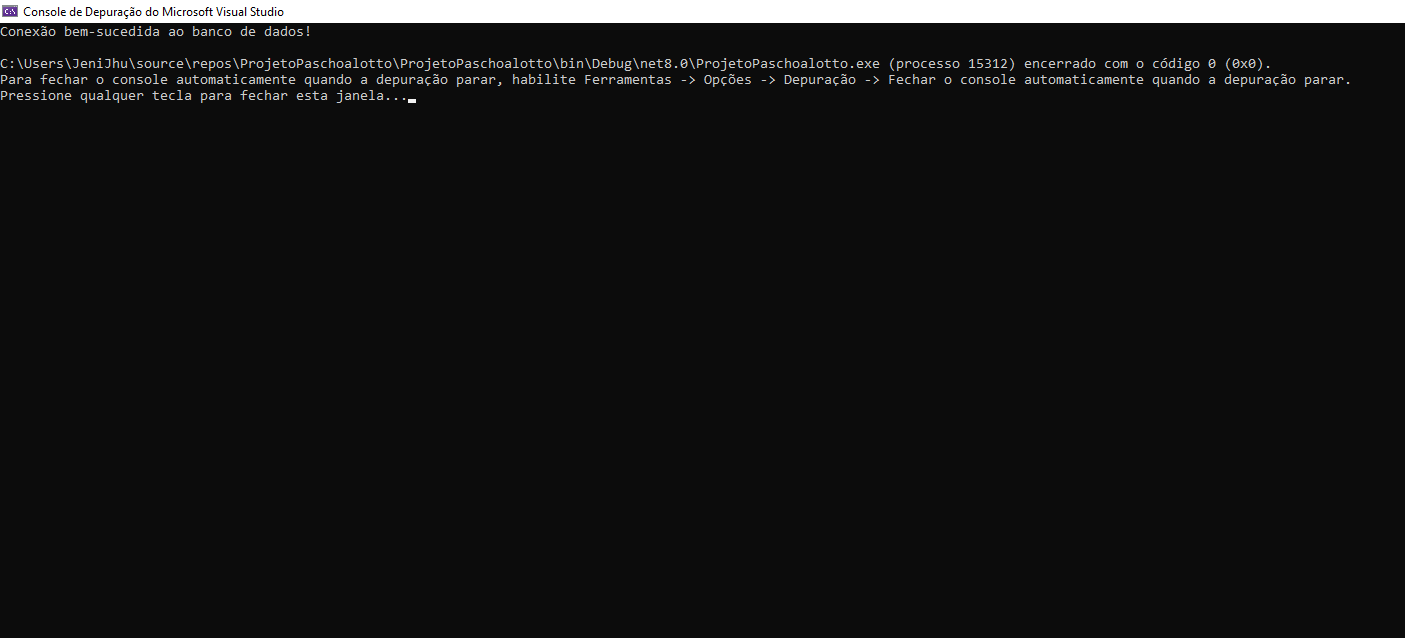 Console de Depuração do Microsoft Visual Studio
Conexão bem-sucedida ao banco de dados!
C:\Users\JeniJhu\source\repos\ProjetoPaschoalotto\ProjetoPaschoalotto\bin\Debug\net8.0\ProjetoPaschoalotto.exe (processo 15312) encerrado com o código 0 (0x0).
Para fechar o console automaticamente quando a depuração parar, habilite Ferramentas -> Opções -> Depuração -> Fechar o console automaticamente quando a depuração parar.
Pressione qualquer tecla para fechar esta janela...